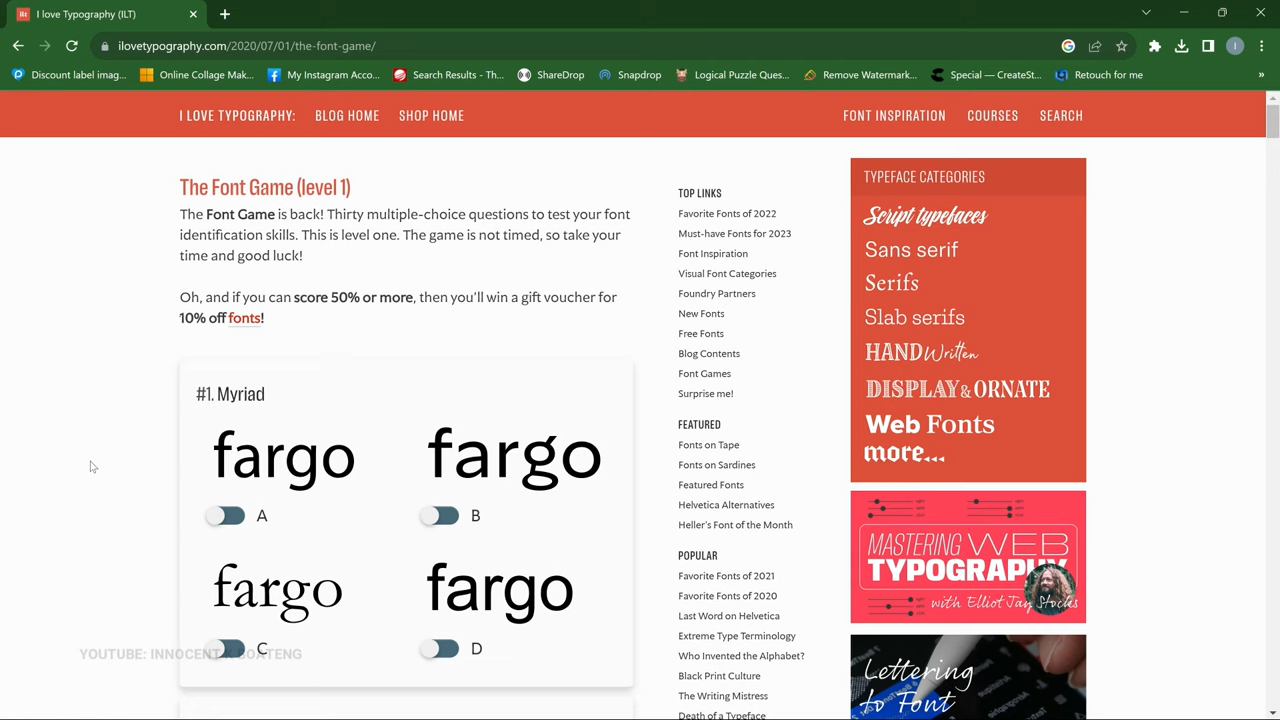 I love Typography (ILT)
ilovetypography.com/2020/07/01/the-font-game/
Discount label imag...
Online Collage Mak...
My Instagram Acco...
Search Results - Th...
ShareDrop
Snapdrop
Logical Puzzle Ques...
Remove Watermark...
Special — CreateSt...
Retouch for me
»
I LOVE TYPOGRAPHY:
BLOG HOME
SHOP HOME
FONT INSPIRATION
COURSES
SEARCH
The Font Game (level 1)
The Font Game is back! Thirty multiple-choice questions to test your font
identification skills. This is level one. The game is not timed, so take your
time and good luck!
Oh, and if you can score 50% or more, then you'll win a gift voucher for
10% off fonts!
#1. Myriad
fargo
fargo
A
B
fargo
fargo
C
D
YOUTUBE: INNOCENT K BOATENG
TOP LINKS
Favorite Fonts of 2022
Must-have Fonts for 2023
Font Inspiration
Visual Font Categories
Foundry Partners
New Fonts
Free Fonts
Blog Contents
Font Games
Surprise me!
FEATURED
Fonts on Tape
Fonts on Sardines
Featured Fonts
Helvetica Alternatives
Heller's Font of the Month
POPULAR
Favorite Fonts of 2021
Favorite Fonts of 2020
Last Word on Helvetica
Extreme Type Terminology
Who Invented the Alphabet?
Black Print Culture
The Writing Mistress
Death of a Typeface
TYPEFACE CATEGORIES
Script typefaces
Sans serif
Serifs
Slab serifs
HAND Written
DISPLAY & ORNATE
Web Fonts
more...
MASTERING WEB
TYPOGRAPHY
with Elliot Jay Stocks
Lettering
to Font